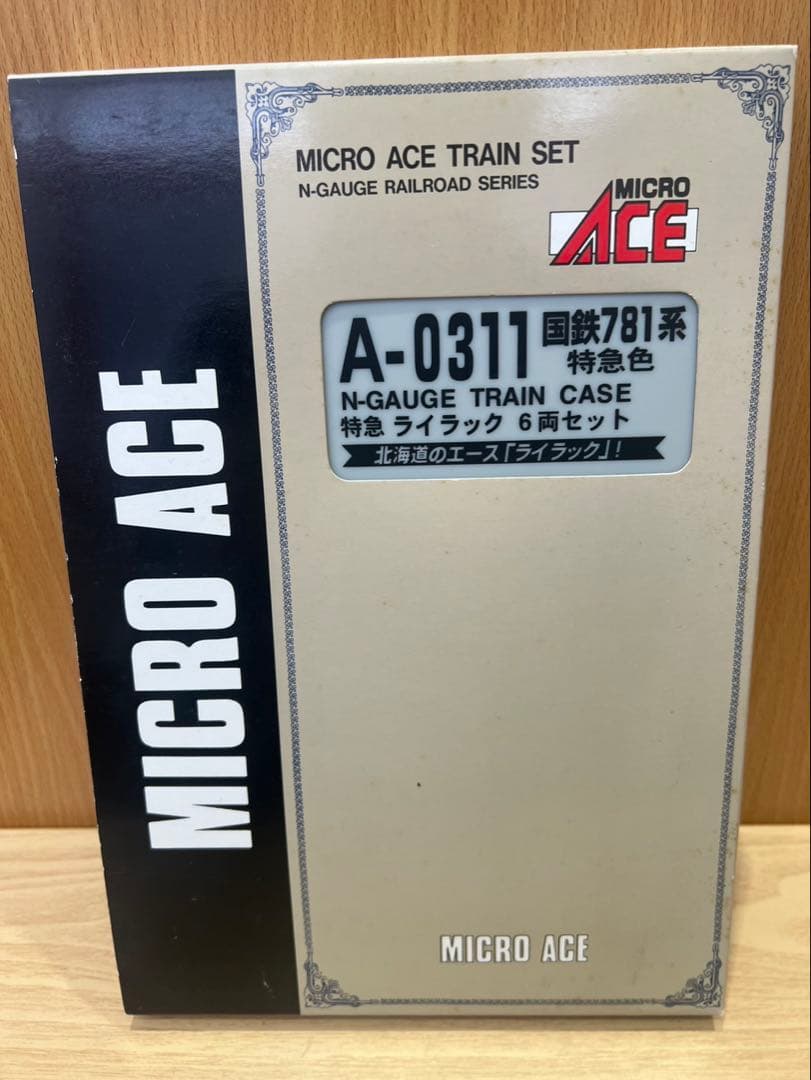 MICRO ACE
MICRO ACE TRAIN SET
N-GAUGE RAILROAD SERIES
MICRO
ACE
A-0311 国鉄781系
特急色
N-GAUGE TRAIN CASE
特急 ライラック 6両セット
北海道のエース「ライラック」!
MICRO ACE